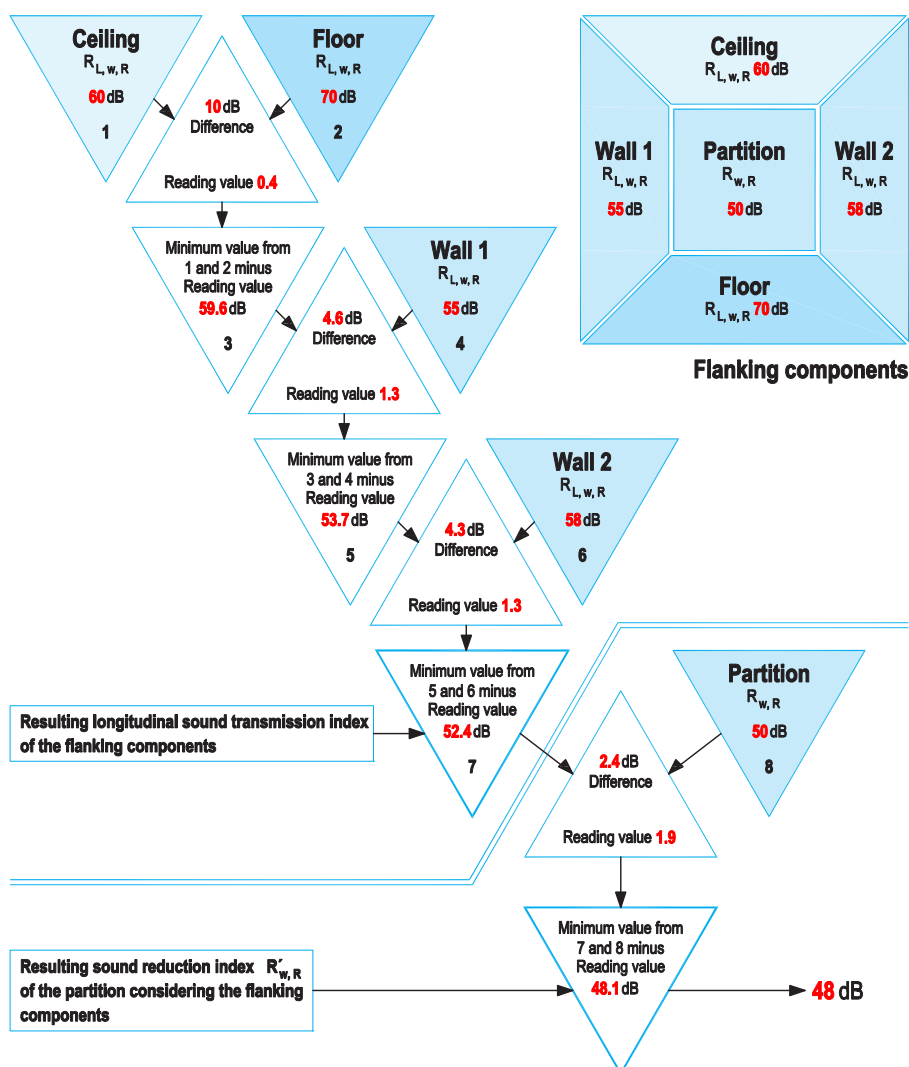 Ceiling
R L, w, R
60 dB
1
10 dB
Difference
Reading value 0.4
Floor
R L, w, R
70 dB
2
Minimum value from
1 and 2 minus
Reading value
59.6 dB
3
4.6 dB
Difference
Reading value 1.3
Wall 1
R L, w, R
55 dB
4
Minimum value from
3 and 4 minus
Reading value
53.7 dB
5
4.3 dB
Difference
Reading value 1.3
Wall 2
R L, w, R
58 dB
6
Minimum value from
5 and 6 minus
Reading value
52.4 dB
7
2.4 dB
Difference
Reading value 1.9
Partition
R w, R
50 dB
8
Minimum value from
7 and 8 minus
Reading value
48.1 dB
48 dB
Resulting longitudinal sound transmission index
of the flanking components
Resulting sound reduction index R´w, R
of the partition considering the flanking
components
Ceiling
R L, w, R 60 dB
Wall 1
R L, w, R
55 dB
Partition
R w, R
50 dB
Wall 2
R L, w, R
58 dB
Floor
R L, w, R 70 dB
Flanking components